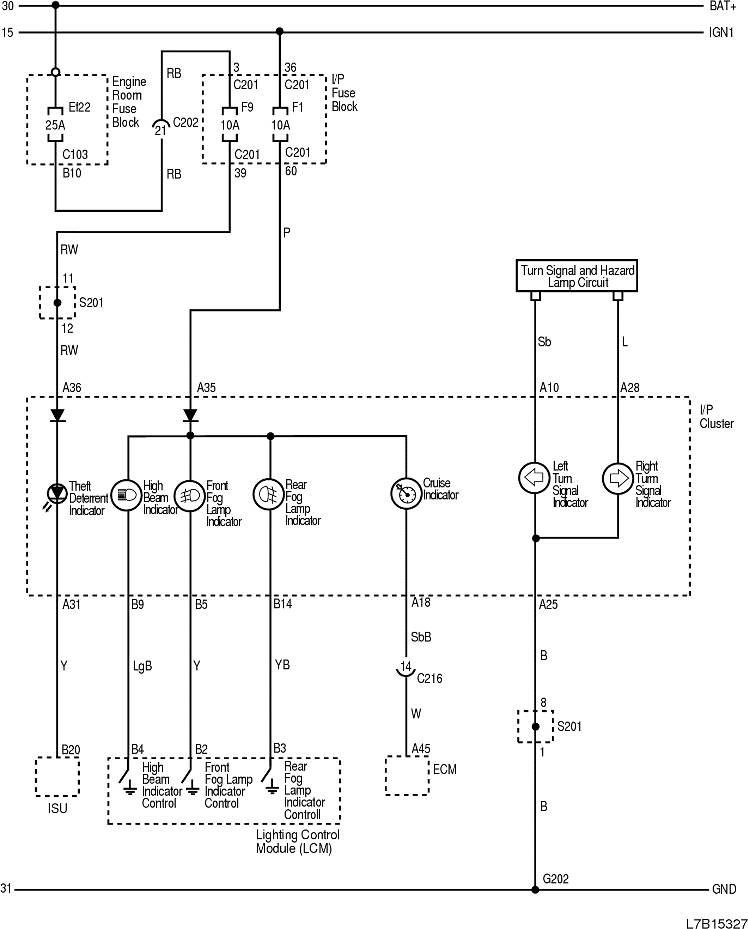 30
BAT+
15
IGN1
Engine
Room
Fuse
Block
Ef22
25A
C103
B10
RB
21
C202
RB
3
C201
F9
10A
C201
39
36
C201
F1
10A
C201
60
I/P
Fuse
Block
P
RW
11
S201
12
RW
A36
A35
Turn Signal and Hazard
Lamp Circuit
Sb
L
A10
A28
I/P
Cluster
Theft
Deterrent
Indicator
High
Beam
Indicator
Front
Fog
Lamp
Indicator
Rear
Fog
Lamp
Indicator
Cruise
Indicator
Left
Turn
Signal
Indicator
Right
Turn
Signal
Indicator
A31
B9
B5
B14
A18
A25
Y
LgB
Y
YB
SbB
14
C216
W
B
8
S201
1
B
B20
ISU
B4
High
Beam
Indicator
Control
B2
Front
Fog Lamp
Indicator
Control
B3
Rear
Fog
Lamp
Indicator
Controll
Lighting Control
Module (LCM)
A45
ECM
31
G202
GND
L7B15327